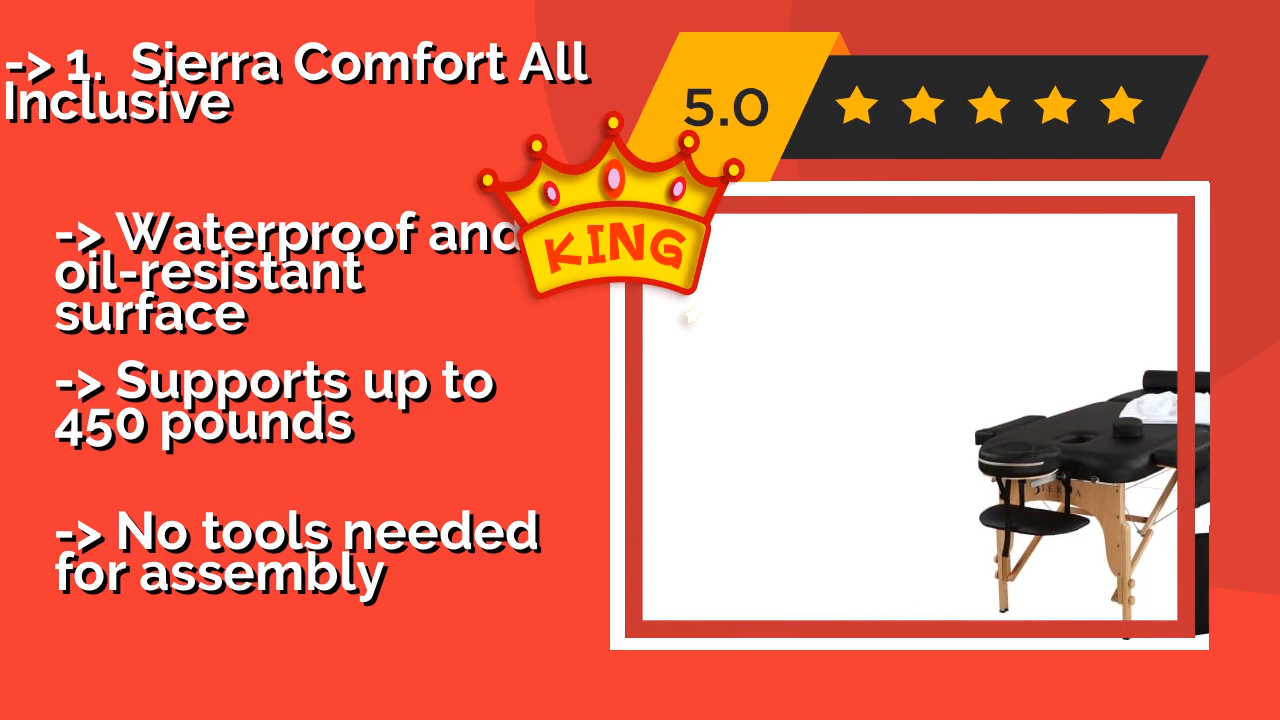 -> 1. Sierra Comfort All
Inclusive
5.0
KING
-> Waterproof and
oil-resistant
surface
-> Supports up to
450 pounds
-> No tools needed
for assembly
SIERRA